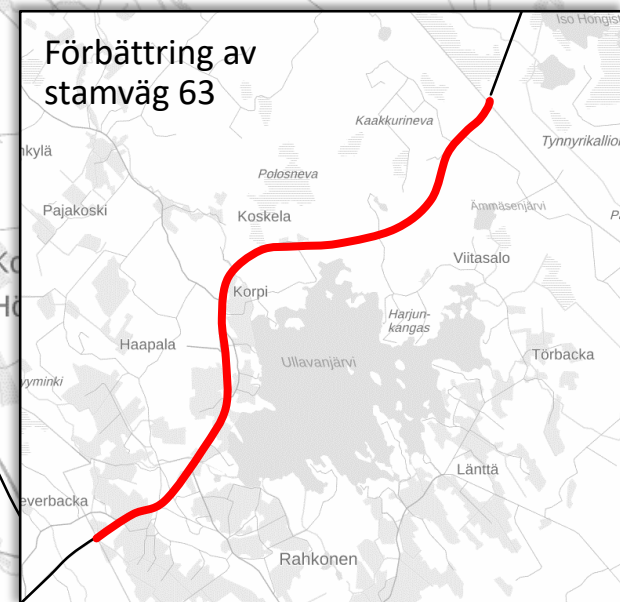 Förbättring av
stamväg 63
Iso Hongist
Kaakkurineva
Tynnyrikallion
nkylä
Polosneva
Pajakoski
Koskela
Ämmäsenjärvi
Viitasalo
Korpi
Harjun-
kangas
Haapala
Ullavanjärvi
Törbacka
yyminki
Länttä
everbacka
Rahkonen